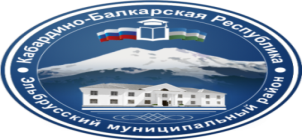 Кабардино-Балкарская Республика
Эльбрусский муниципальный район